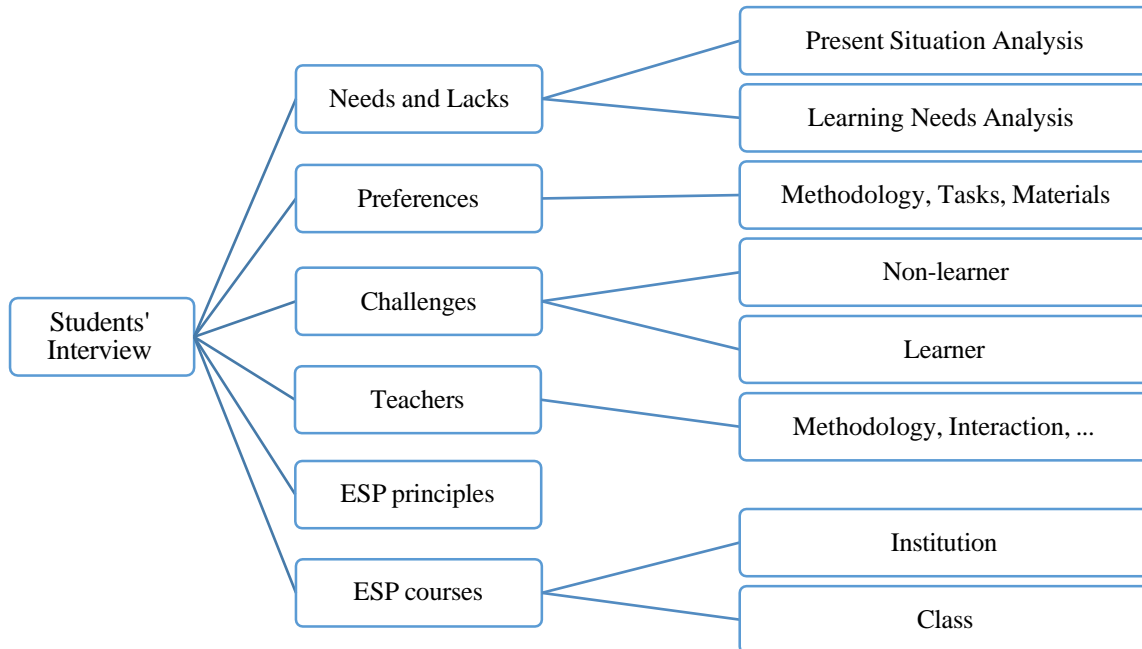 Students'
Interview
Needs and Lacks
Preferences
Challenges
Teachers
ESP principles
ESP courses
Present Situation Analysis
Learning Needs Analysis
Methodology, Tasks, Materials
Non-learner
Learner
Methodology, Interaction, ...
Institution
Class